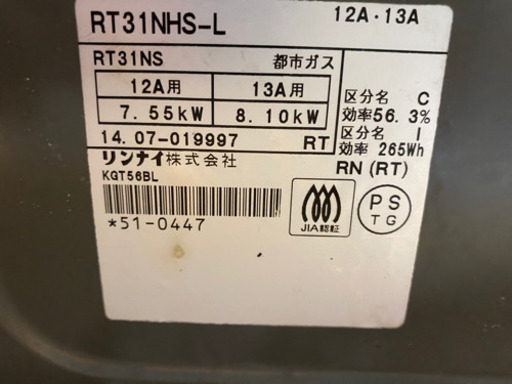 RT31NHS-L 12A・13A
RT31NS 都市ガス
12A用 13A用
7.55kW 8.10kW
区分名 C
効率56.3%
区分名 I
効率 265Wh
14.07-019997 RT
リンナイ株式会社
RN(RT)
KGT56BL
*51-0447
JIA認証
PS
TG